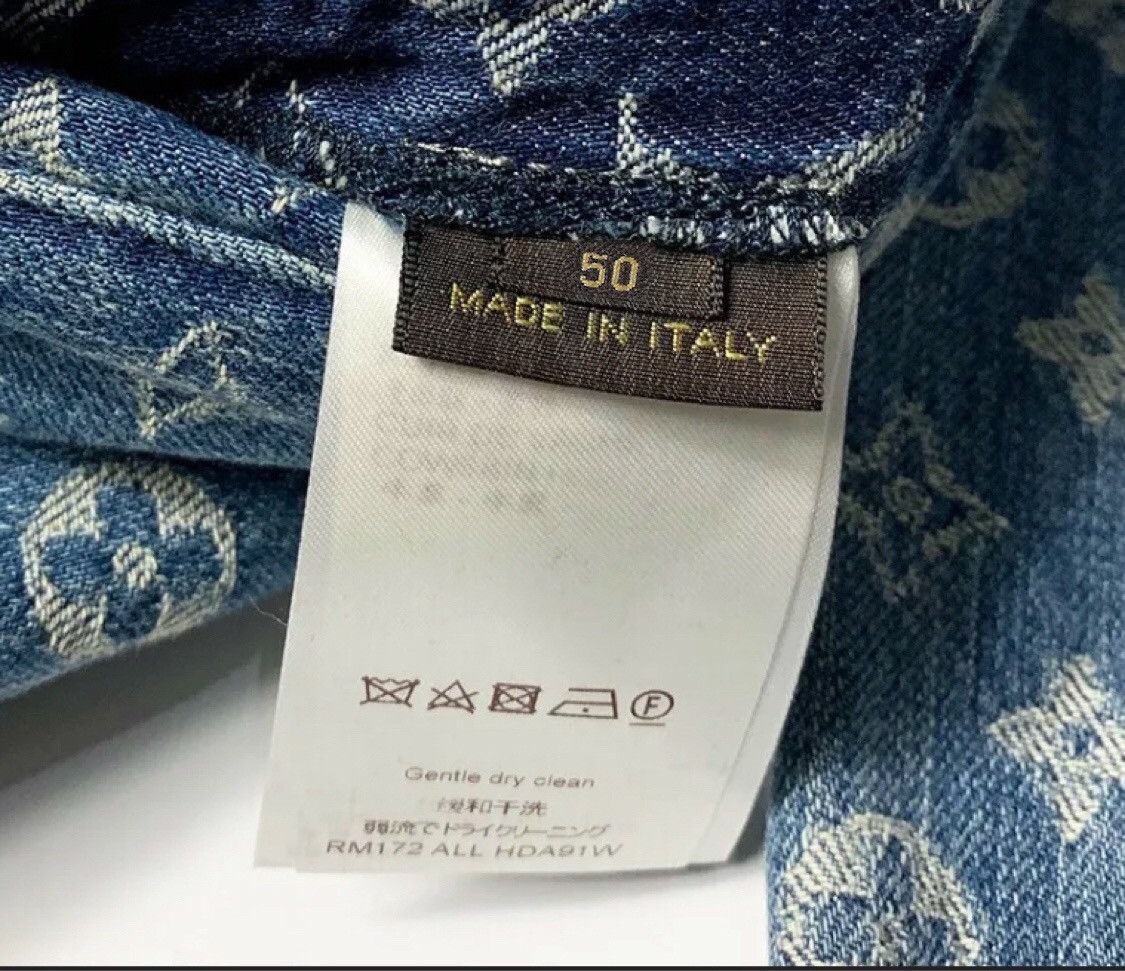 50
MADE IN ITALY
F
Gentle dry clean
缓和干洗
弱流でドライクリーニング
RM172 ALL HDA91W